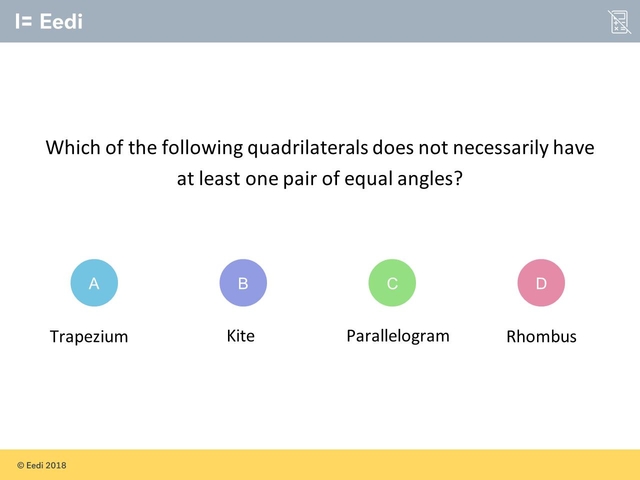 Eedi
Which of the following quadrilaterals does not necessarily have
at least one pair of equal angles?
A
B
C
D
Trapezium
Kite
Parallelogram
Rhombus
© Eedi 2018